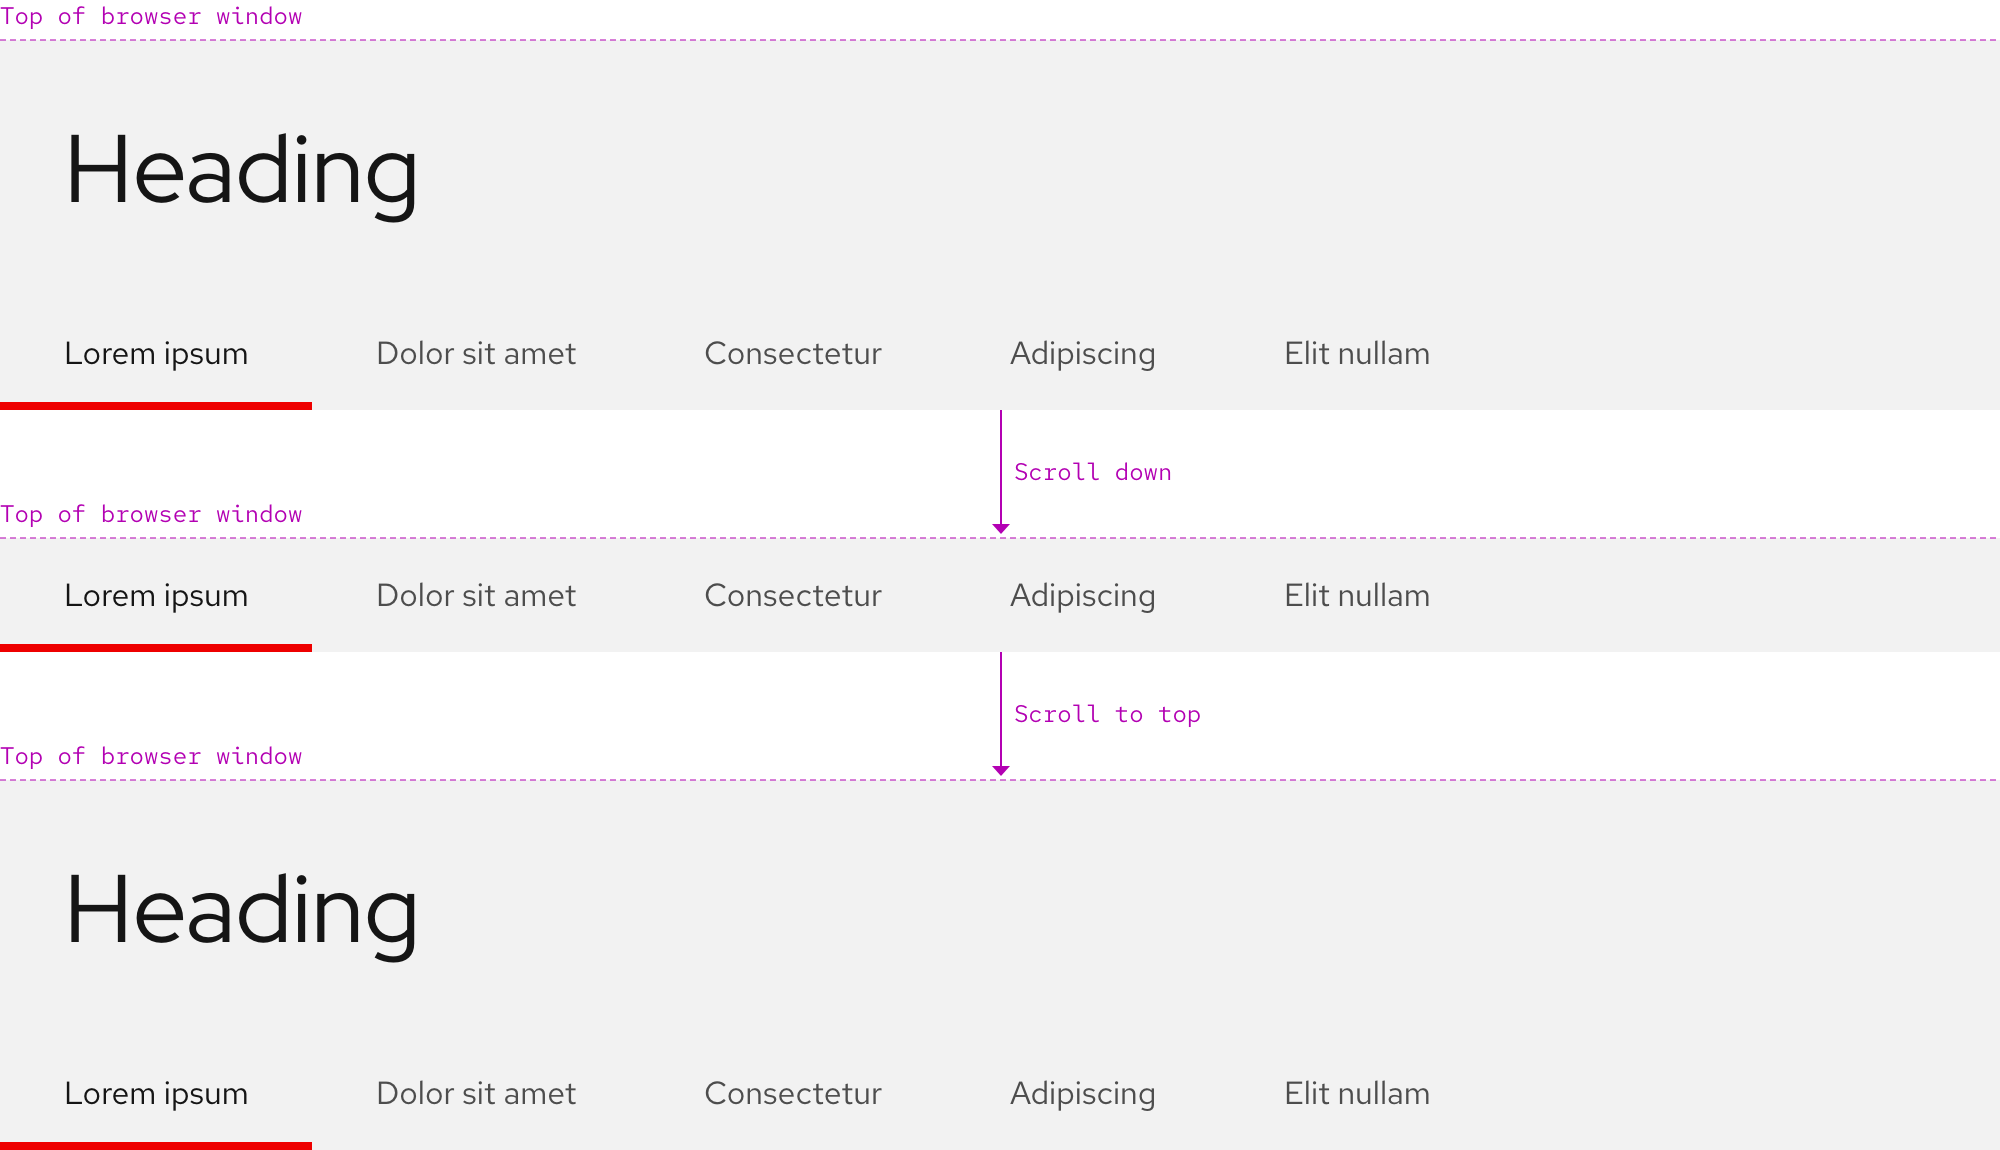 Top of browser window
Heading
Lorem ipsum Dolor sit amet Consectetur Adipiscing Elit nullam
Scroll down
Top of browser window
Lorem ipsum Dolor sit amet Consectetur Adipiscing Elit nullam
Scroll to top
Top of browser window
Heading
Lorem ipsum Dolor sit amet Consectetur Adipiscing Elit nullam